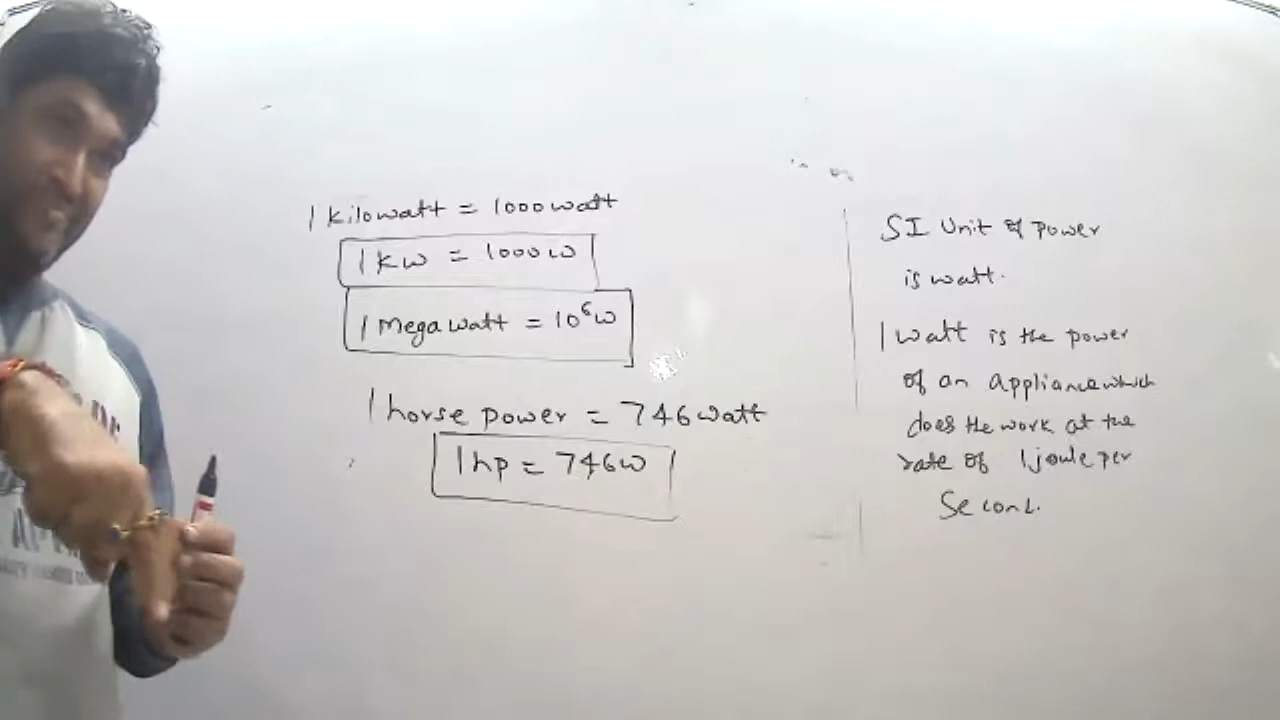 1 kilowatt = 1000 watt
1 kw = 1000 w
1 Mega watt = 10⁶ w
1 horse power = 746 watt
1 hp = 746 w
SI Unit of power
is watt.
1 watt is the power
of an appliance which
does the work at the
rate of 1 joule per
Second.